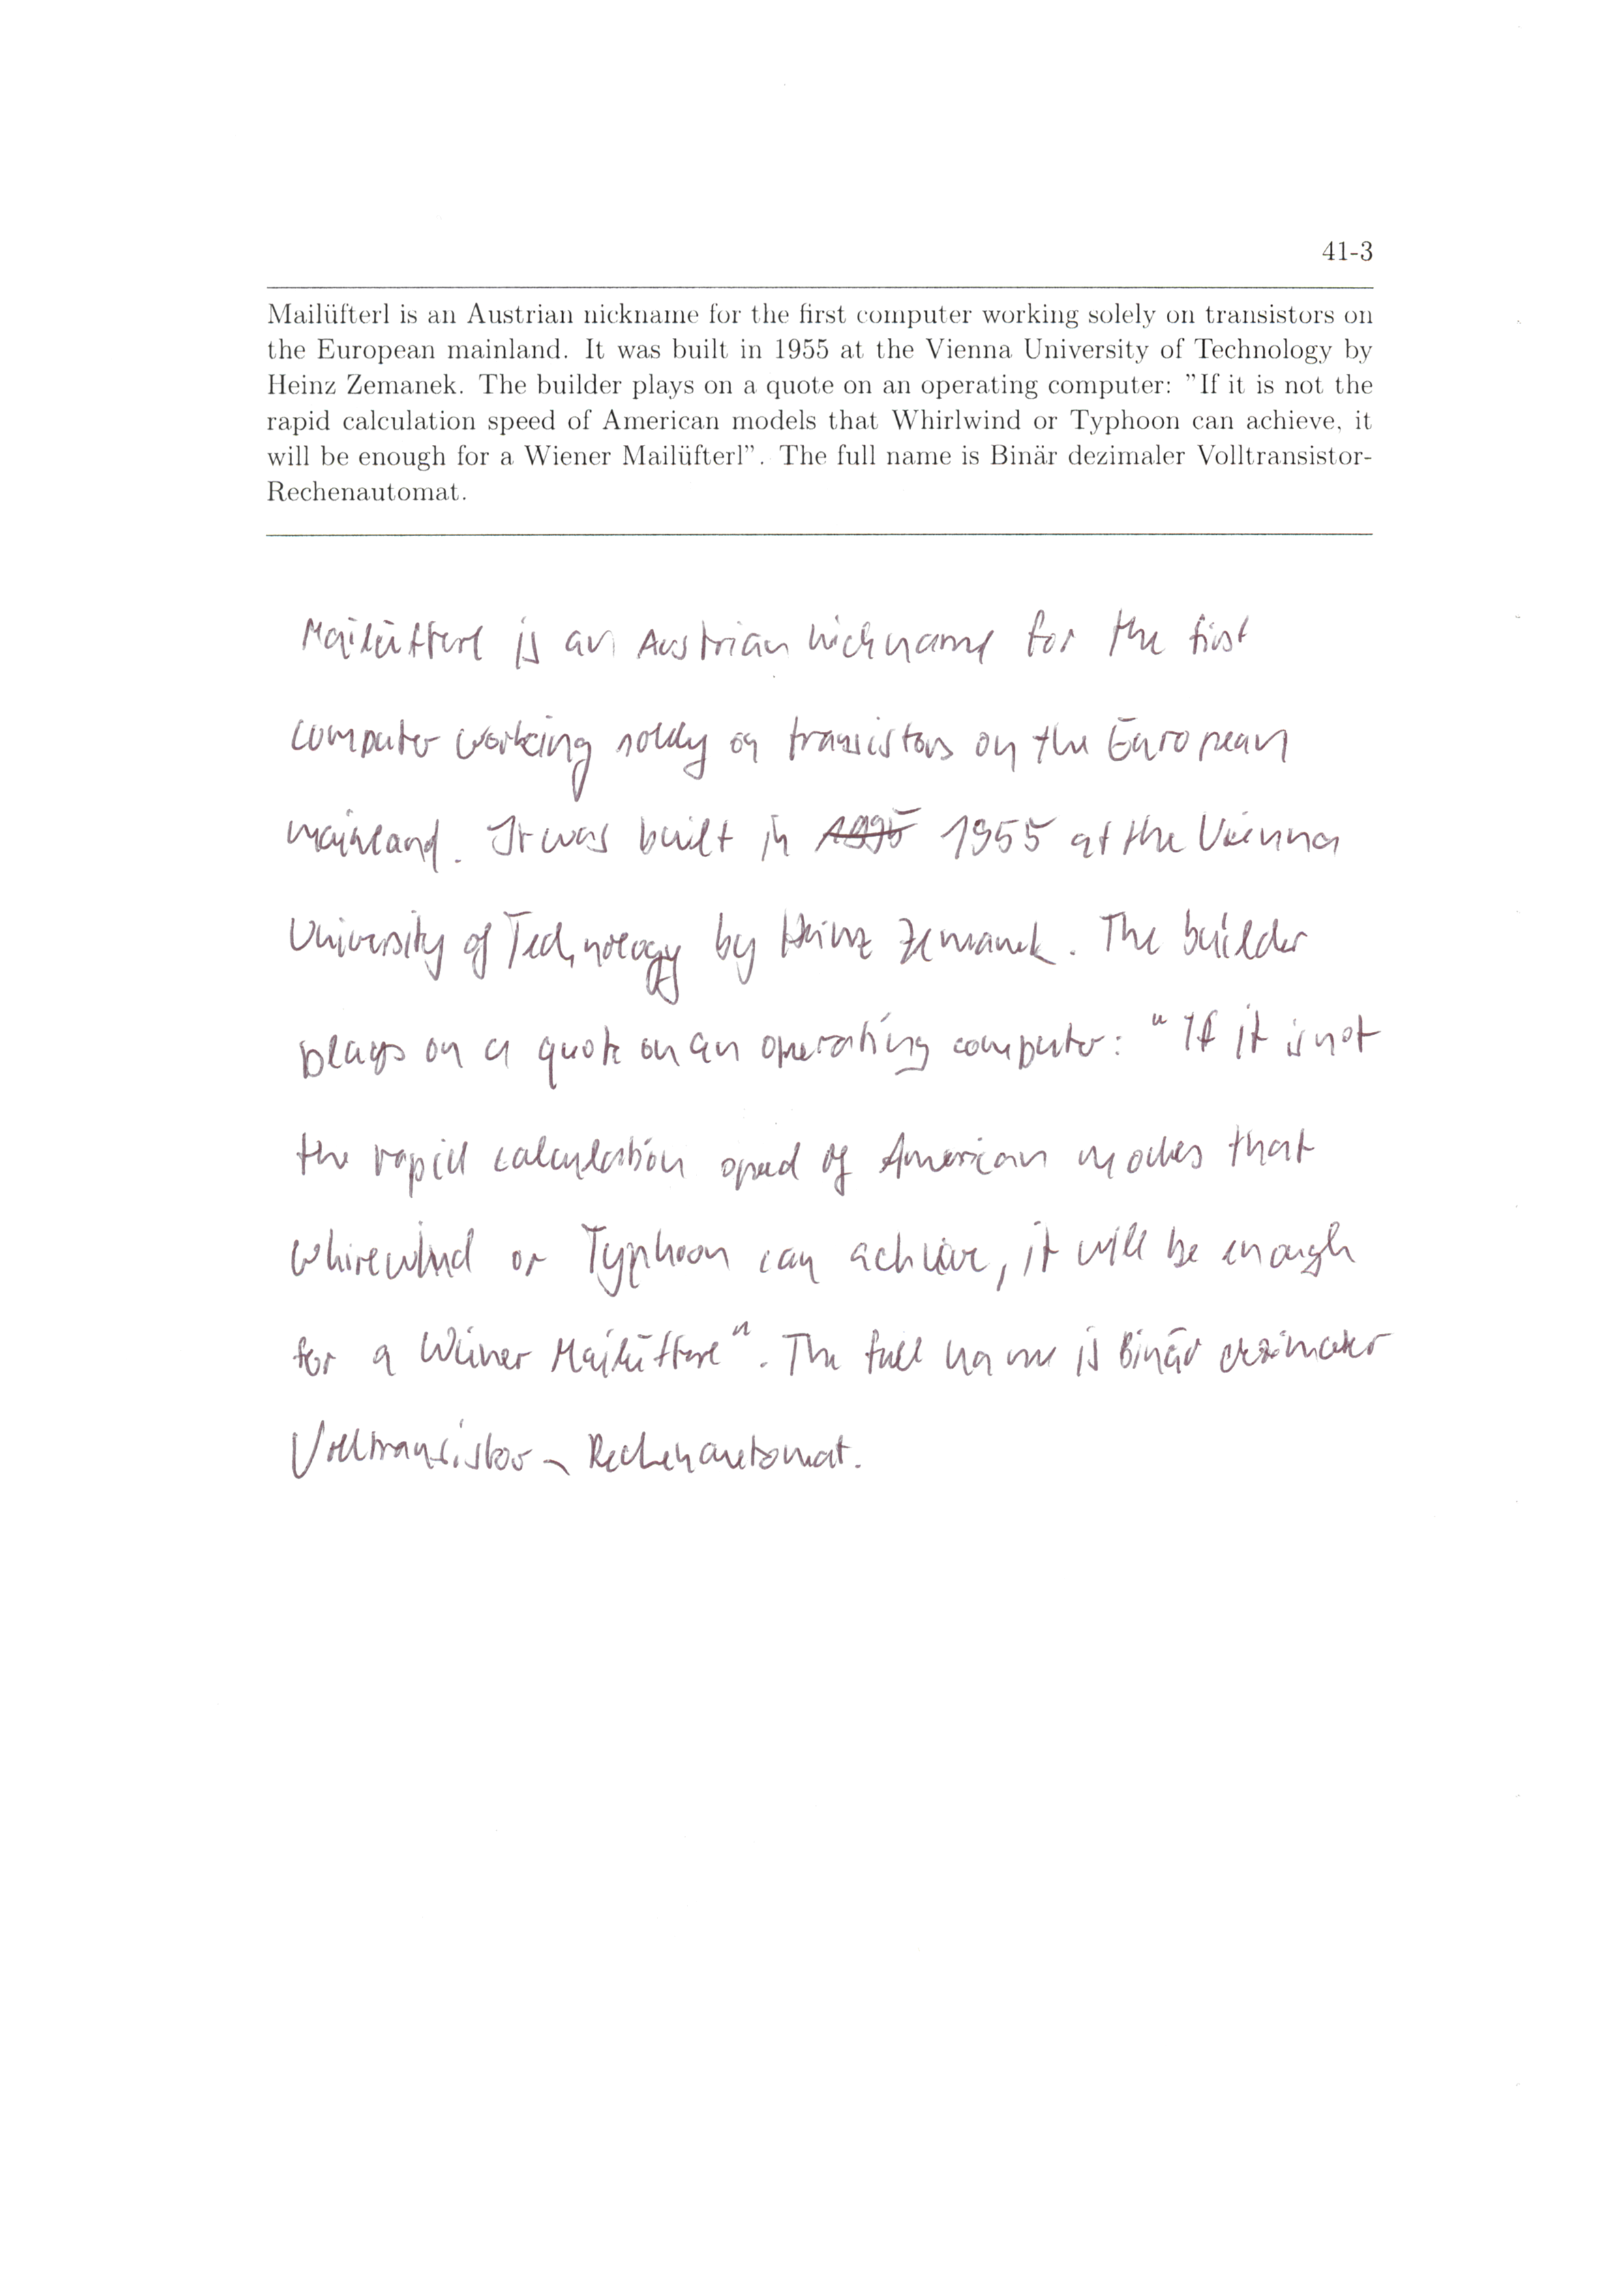 41-3
Mailüfterl is an Austrian nickname for the first computer working solely on transistors on
the European mainland. It was built in 1955 at the Vienna University of Technology by
Heinz Zemanek. The builder plays on a quote on an operating computer: "If it is not the
rapid calculation speed of American models that Whirlwind or Typhoon can achieve, it
will be enough for a Wiener Mailüfterl". The full name is Binär dezimaler Volltransistor-
Rechenautomat.
Mailüfterl is an Austrian nickname for the first
computer working solely on transistors on the European
mainland. It was built in 1955 at the Vienna
University of Technology by Heinz Zemanek. The builder
plays on a quote on an operating computer: "If it is not
the rapid calculation speed of American models that
Whirlwind or Typhoon can achieve, it will be enough
for a Wiener Mailüfterl". The full name is Binär dezimaler
Volltransistor-Rechenautomat.